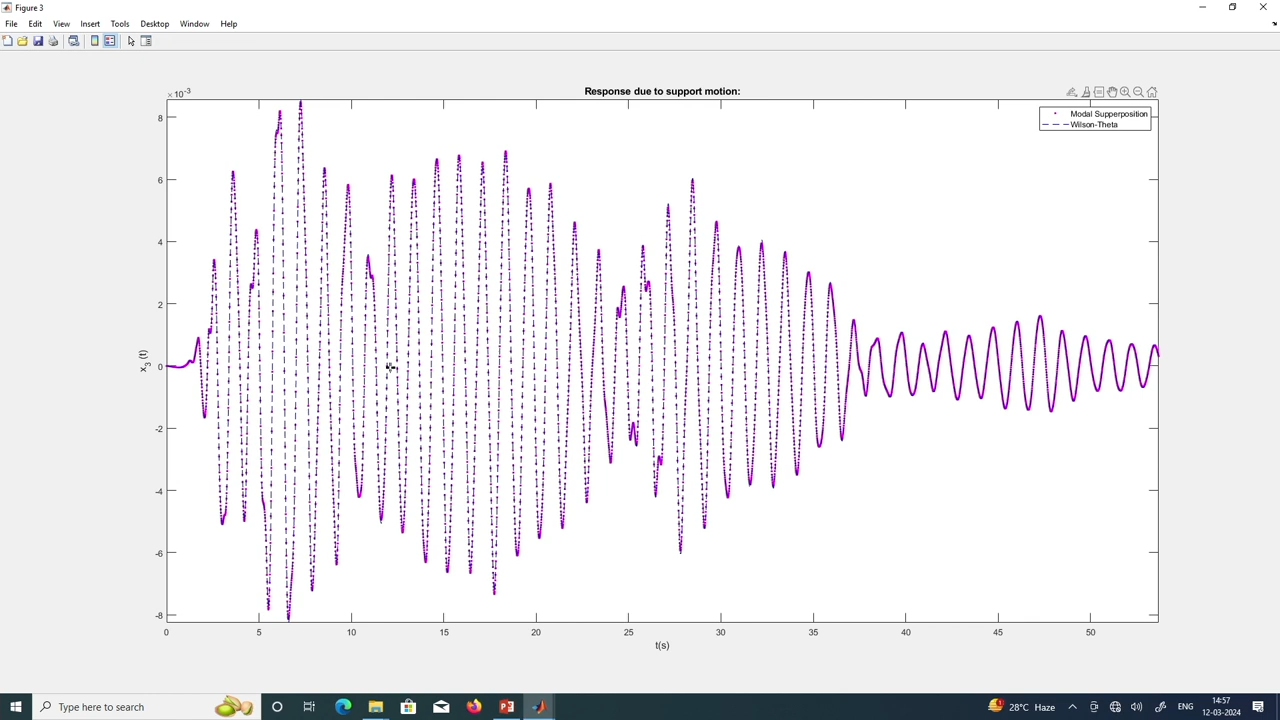 Figure 3
File Edit View Insert Tools Desktop Window Help
Response due to support motion:
× 10⁻³
Modal Supperposition
Wilson-Theta
8
6
4
2
0
-2
-4
-6
-8
x₃ (t)
0 5 10 15 20 25 30 35 40 45 50
t(s)
Type here to search
28°C Haze
ENG
14:57
12-03-2024